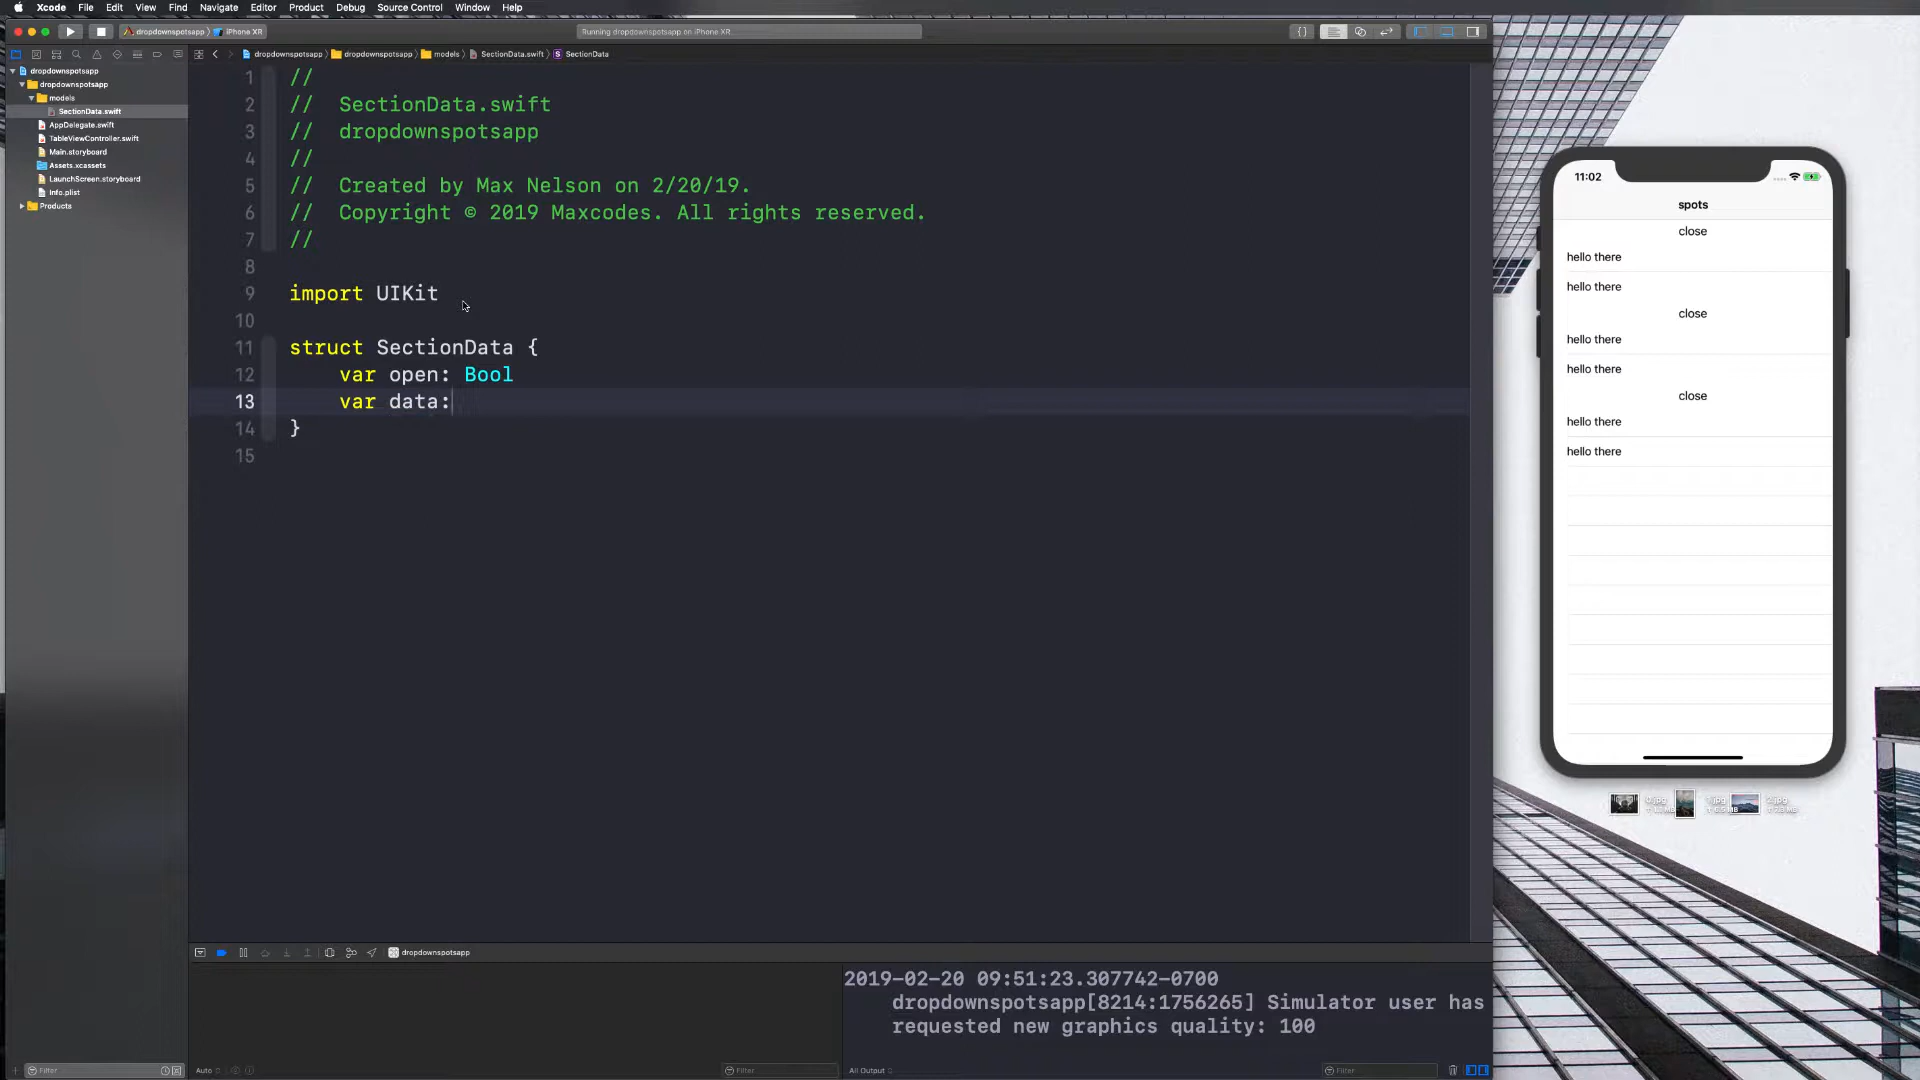 Xcode File Edit View Find Navigate Editor Product Debug Source Control Window Help
dropdownspotsapp iPhone XR
Running dropdownspotsapp on iPhone XR
dropdownspotsapp dropdownspotsapp models SectionData.swift S SectionData
dropdownspotsapp
dropdownspotsapp
models
SectionData.swift
AppDelegate.swift
TableViewController.swift
Main.storyboard
Assets.xcassets
LaunchScreen.storyboard
Info.plist
Products
1 //
2 // SectionData.swift
3 // dropdownspotsapp
4 //
5 // Created by Max Nelson on 2/20/19.
6 // Copyright © 2019 Maxcodes. All rights reserved.
7 //
8
9 import UIKit
10
11 struct SectionData {
12 var open: Bool
13 var data:
14 }
15
11:02
spots
close
hello there
hello there
close
hello there
hello there
close
hello there
hello there
dropdownspotsapp
2019-02-20 09:51:23.307742-0700
dropdownspotsapp[8214:1756265] Simulator user has
requested new graphics quality: 100
Filter
Auto
Filter
All Output
Filter